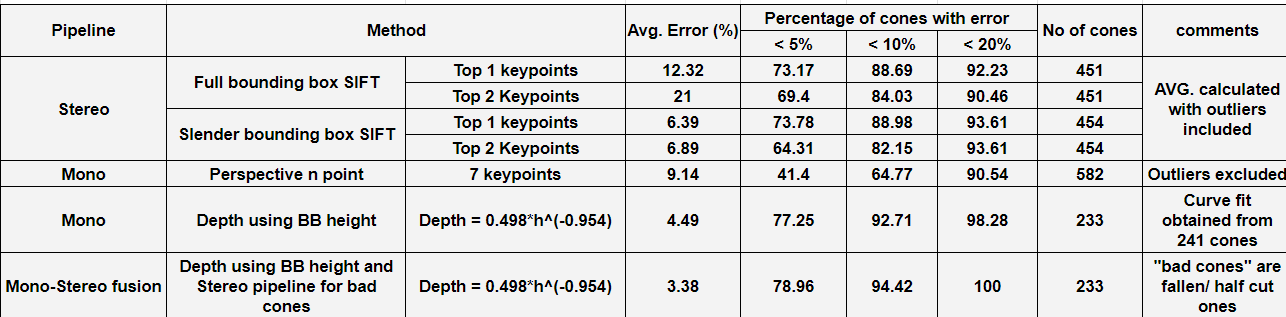 Pipeline Method Avg. Error (%) Percentage of cones with error No of cones comments
< 5% < 10% < 20%
Stereo Full bounding box SIFT Top 1 keypoints 12.32 73.17 88.69 92.23 451 AVG. calculated with outliers included
Top 2 Keypoints 21 69.4 84.03 90.46 451
Slender bounding box SIFT Top 1 keypoints 6.39 73.78 88.98 93.61 454
Top 2 Keypoints 6.89 64.31 82.15 93.61 454
Mono Perspective n point 7 keypoints 9.14 41.4 64.77 90.54 582 Outliers excluded
Mono Depth using BB height Depth = 0.498*h^(-0.954) 4.49 77.25 92.71 98.28 233 Curve fit obtained from 241 cones
Mono-Stereo fusion Depth using BB height and Stereo pipeline for bad cones Depth = 0.498*h^(-0.954) 3.38 78.96 94.42 100 233 "bad cones" are fallen/ half cut ones